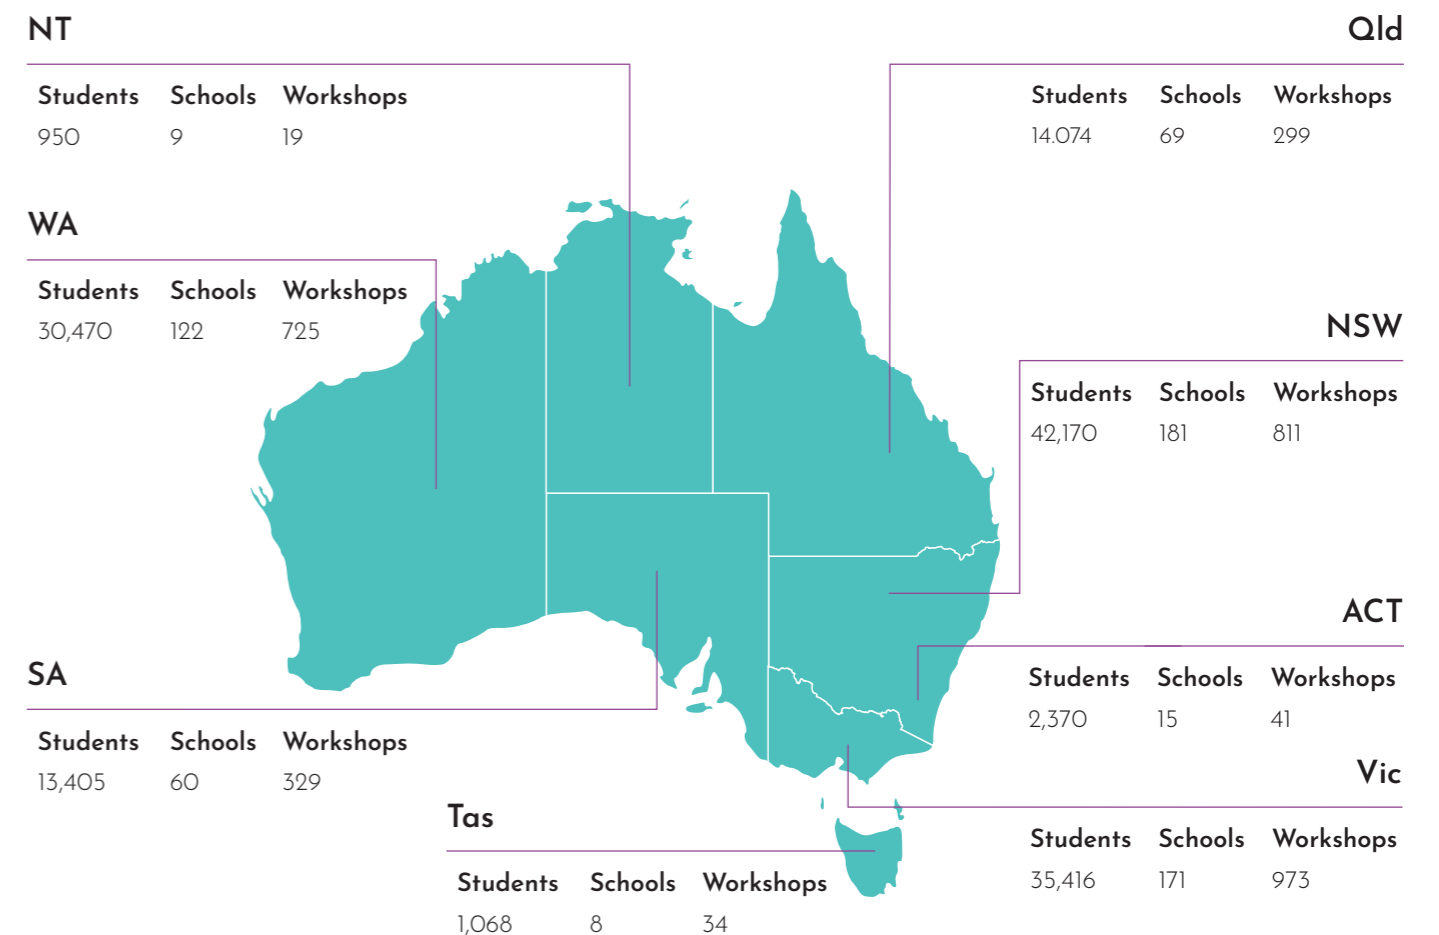 NT
Students Schools Workshops
950 9 19
Qld
Students Schools Workshops
14.074 69 299
WA
Students Schools Workshops
30,470 122 725
NSW
Students Schools Workshops
42,170 181 811
ACT
Students Schools Workshops
2,370 15 41
SA
Students Schools Workshops
13,405 60 329
Vic
Students Schools Workshops
35,416 171 973
Tas
Students Schools Workshops
1,068 8 34